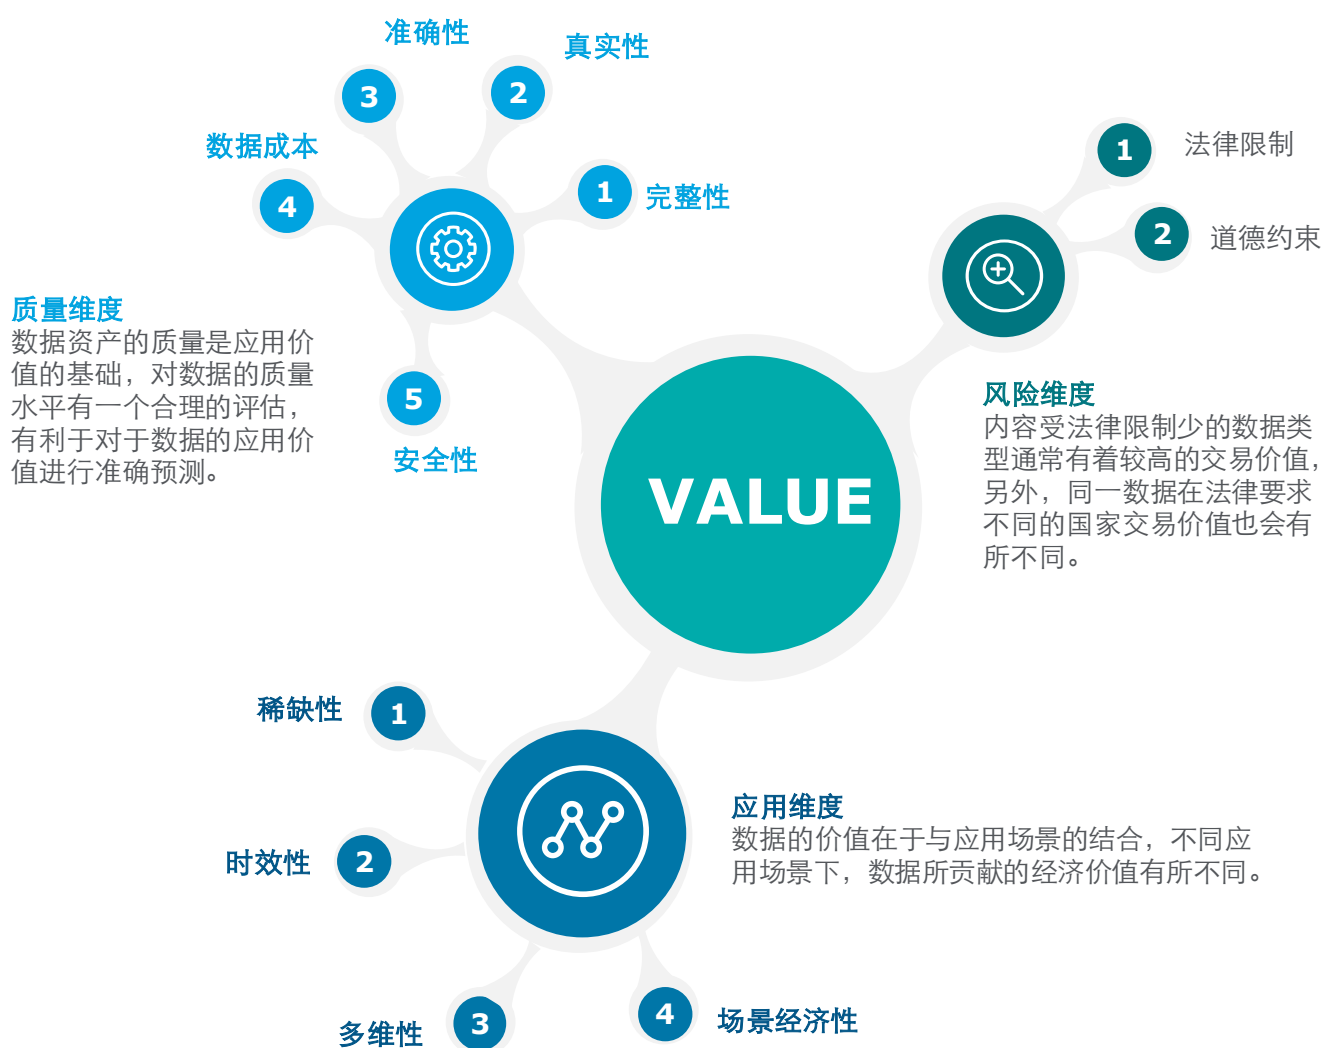 准确性
3
真实性
2
数据成本
4
1
完整性
质量维度
数据资产的质量是应用价
值的基础，对数据的质量
水平有一个合理的评估，
有利于对于数据的应用价
值进行准确预测。
5
安全性
1
法律限制
2
道德约束
风险维度
内容受法律限制少的数据类
型通常有着较高的交易价值，
另外，同一数据在法律要求
不同的国家交易价值也会有
所不同。
VALUE
稀缺性
1
时效性
2
多维性
3
4
场景经济性
应用维度
数据的价值在于与应用场景的结合，不同应
用场景下，数据所贡献的经济价值有所不同。